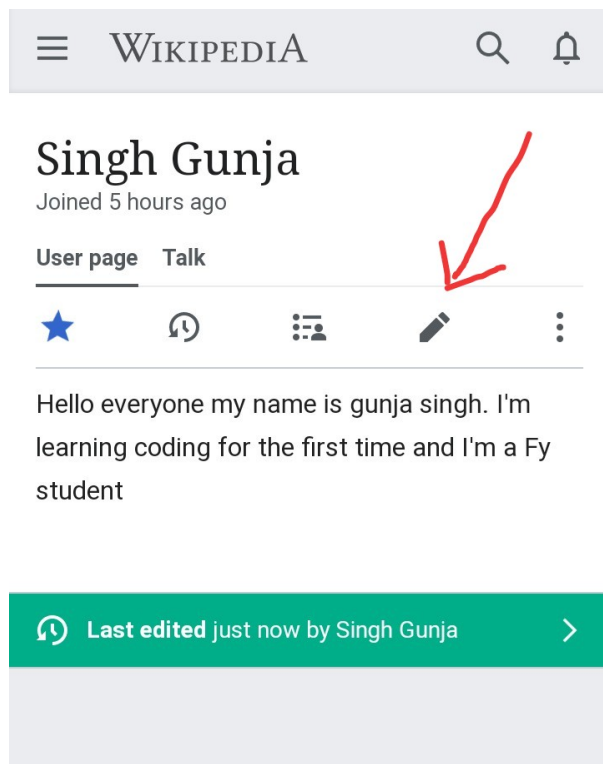 WIKIPEDIA
Singh Gunja
Joined 5 hours ago
User page Talk
Hello everyone my name is gunja singh. I'm
learning coding for the first time and I'm a Fy
student
Last edited just now by Singh Gunja